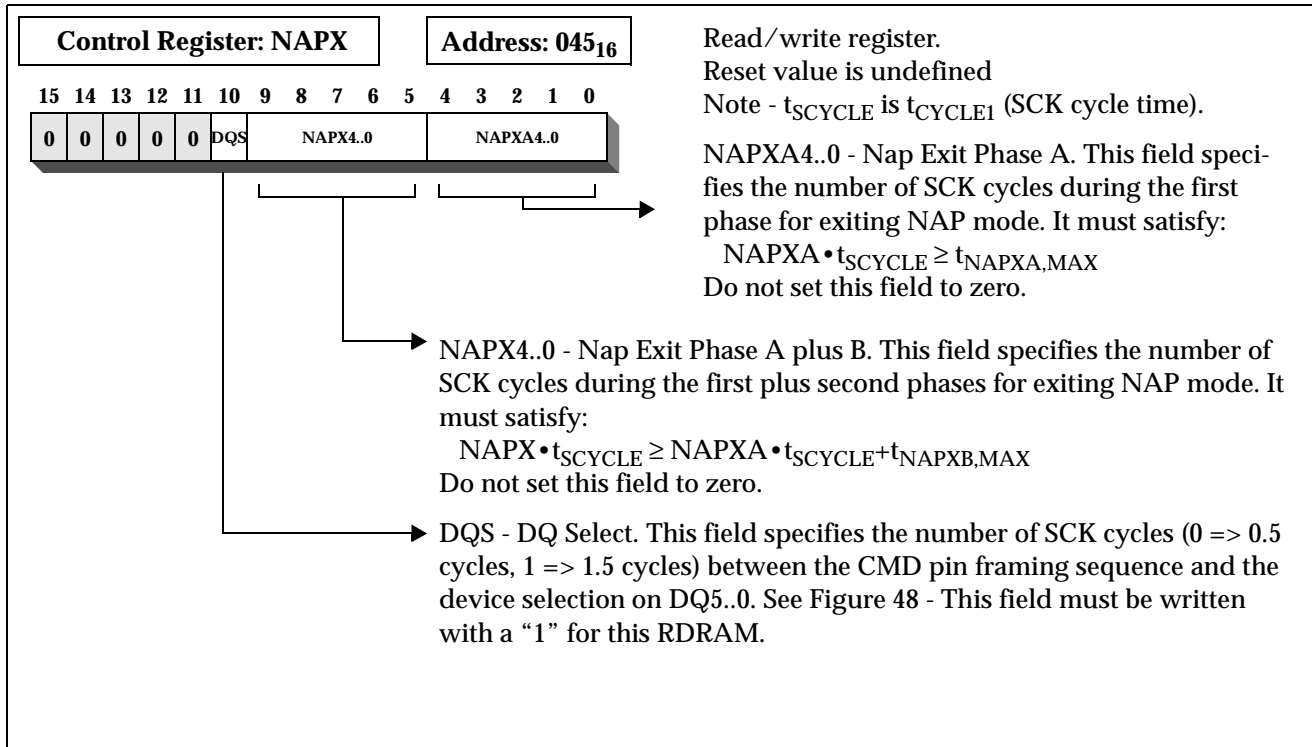 Control Register: NAPX
Address: 045₁₆
15 14 13 12 11 10 9 8 7 6 5 4 3 2 1 0
0 0 0 0 0 DQS NAPX4..0 NAPXA4..0
Read/write register.
Reset value is undefined
Note - tSCYCLE is tCYCLE1 (SCK cycle time).
NAPXA4..0 - Nap Exit Phase A. This field speci-
fies the number of SCK cycles during the first
phase for exiting NAP mode. It must satisfy:
NAPXA•tSCYCLE ≥ tNAPXA,MAX
Do not set this field to zero.
NAPX4..0 - Nap Exit Phase A plus B. This field specifies the number of
SCK cycles during the first plus second phases for exiting NAP mode. It
must satisfy:
NAPX•tSCYCLE ≥ NAPXA•tSCYCLE+tNAPXB,MAX
Do not set this field to zero.
DQS - DQ Select. This field specifies the number of SCK cycles (0 => 0.5
cycles, 1 => 1.5 cycles) between the CMD pin framing sequence and the
device selection on DQ5..0. See Figure 48 - This field must be written
with a “1” for this RDRAM.